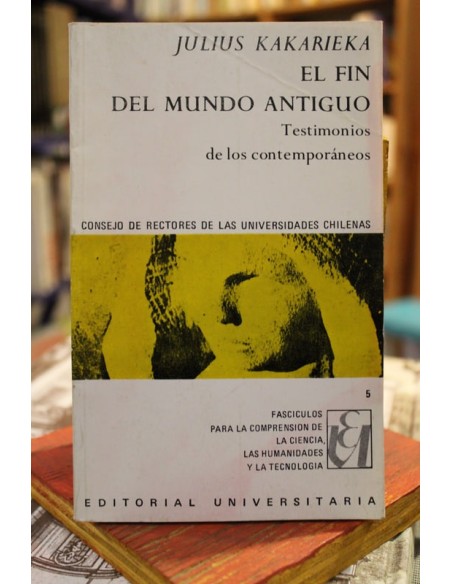 JULIUS KAKARIEKA
EL FIN
DEL MUNDO ANTIGUO
Testimonios
de los contemporáneos
CONSEJO DE RECTORES DE LAS UNIVERSIDADES CHILENAS
5
FASCICULOS
PARA LA COMPRENSION DE
LA CIENCIA,
LAS HUMANIDADES
Y LA TECNOLOGIA
EDITORIAL UNIVERSITARIA